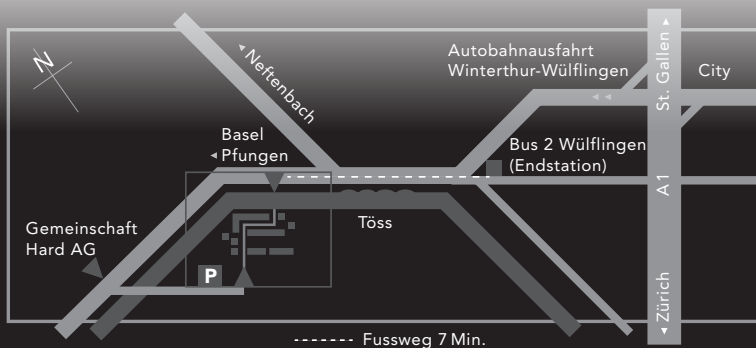 N
Neftenbach
Autobahnausfahrt
Winterthur-Wülflingen
St. Gallen
City
Basel
Pfungen
Bus 2 Wülflingen
(Endstation)
A1
Gemeinschaft
Hard AG
Töss
P
Zürich
Fussweg 7 Min.